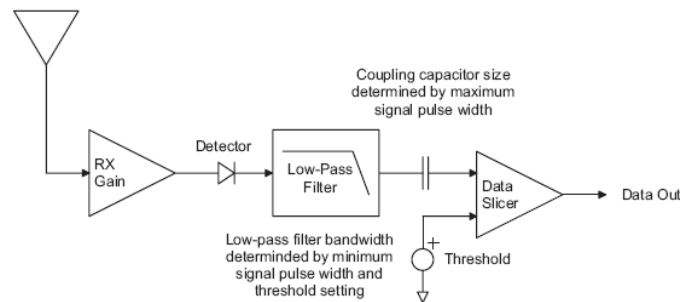 Coupling capacitor size
determined by maximum
signal pulse width
Detector
RX
Gain
Low-Pass
Filter
Data
Slicer
Data Out
Low-pass filter bandwidth
determinded by minimum
signal pulse width and
threshold setting
+
Threshold